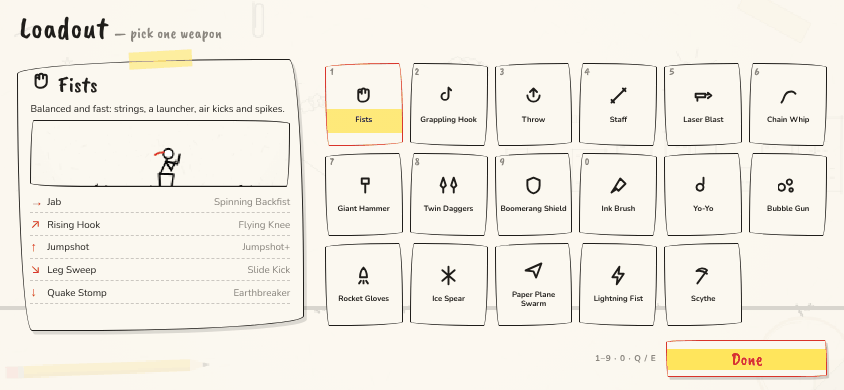 Loadout — pick one weapon
Fists
Balanced and fast: strings, a launcher, air kicks and spikes.
→ Jab Spinning Backfist
↗ Rising Hook Flying Knee
↑ Jumpshot Jumpshot+
↘ Leg Sweep Slide Kick
↓ Quake Stomp Earthbreaker
1 Fists
2 Grappling Hook
3 Throw
4 Staff
5 Laser Blast
6 Chain Whip
7 Giant Hammer
8 Twin Daggers
9 Boomerang Shield
0 Ink Brush
Yo-Yo
Bubble Gun
Rocket Gloves
Ice Spear
Paper Plane
Swarm
Lightning Fist
Scythe
1–9 · 0 · Q / E
Done